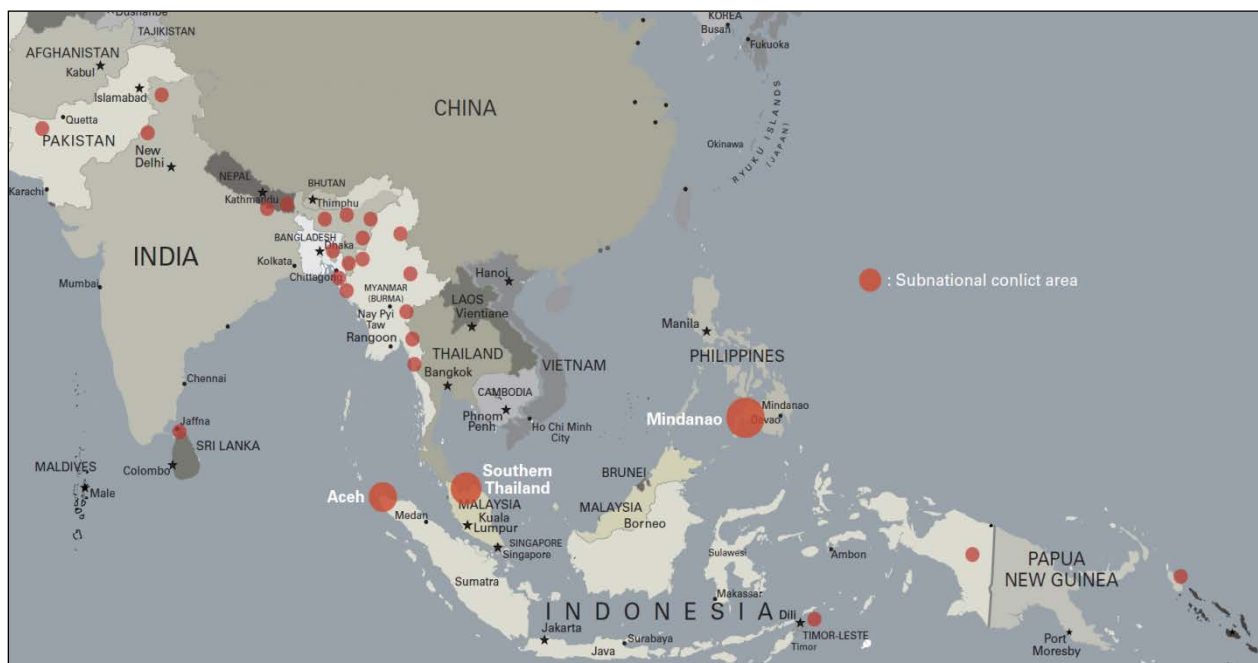 Dushanbe
TAJIKISTAN
AFGHANISTAN
Kabul
Islamabad
Quetta
PAKISTAN
New
Delhi
Karachi
NEPAL
Kathmandu
BHUTAN
Thimphu
BANGLADESH
Dhaka
INDIA
Kolkata
Chittagong
Mumbai
MYANMAR
(BURMA)
Nay Pyi
Taw
Rangoon
Chennai
Jaffna
SRI LANKA
Colombo
MALDIVES
Male
CHINA
KOREA
Busan
Fukuoka
Okinawa
RYUKU ISLANDS
(JAPAN)
Hanoi
LAOS
Vientiane
THAILAND
Bangkok
VIETNAM
CAMBODIA
Phnom
Penh
Ho Chi Minh
City
: Subnational conlict area
Manila
PHILIPPINES
Mindanao
Mindanao
Davao
Southern
Thailand
Aceh
Medan
MALAYSIA
Kuala
Lumpur
SINGAPORE
Singapore
BRUNEI
MALAYSIA
Borneo
Sumatra
Sulawesi
Ambon
Makassar
INDONESIA
Jakarta
Java
Surabaya
Dili
TIMOR-LESTE
Timor
PAPUA
NEW GUINEA
Port
Moresby